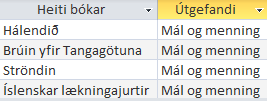 Heiti bókar Útgefandi
Hálendið Mál og menning
Brúin yfir Tangagötuna Mál og menning
Ströndin Mál og menning
Íslenskar lækningajurtir Mál og menning